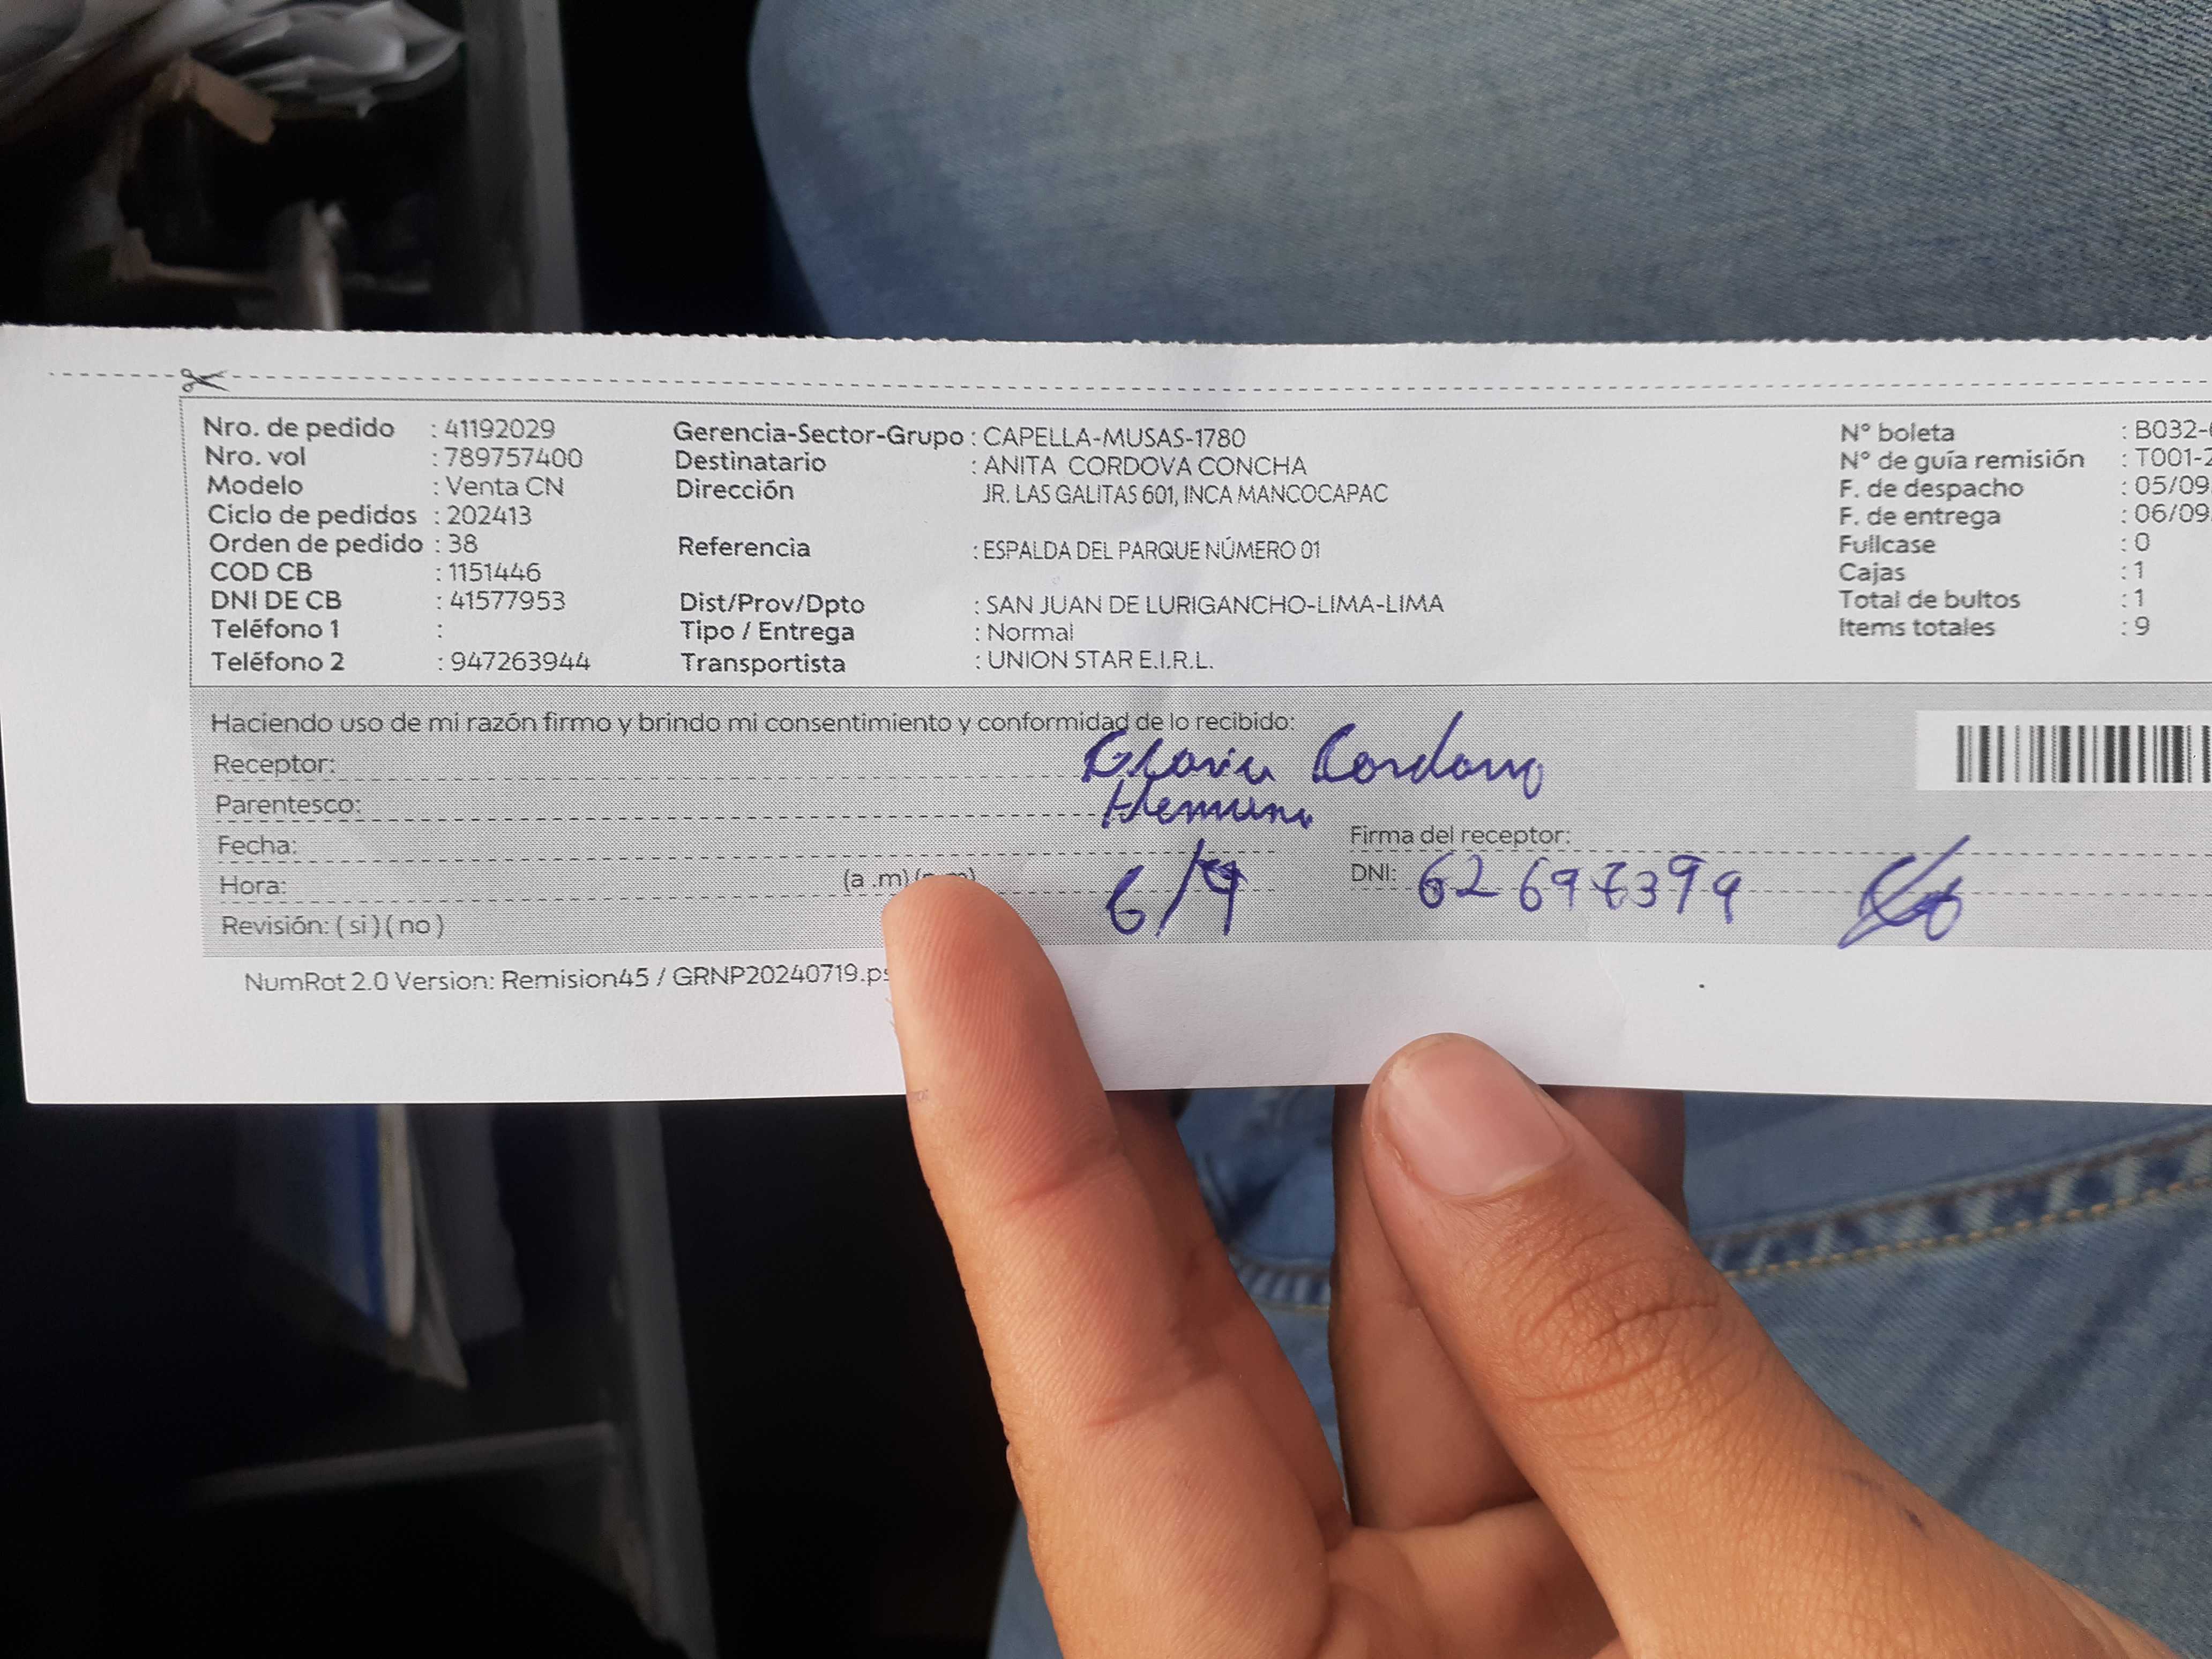 Nro. de pedido : 41192029
Nro. vol : 789757400
Modelo : Venta CN
Ciclo de pedidos : 202413
Orden de pedido : 38
COD CB : 1151446
DNI DE CB : 41577953
Teléfono 1 :
Teléfono 2 : 947263944
Gerencia-Sector-Grupo : CAPELLA-MUSAS-1780
Destinatario : ANITA CORDOVA CONCHA
Dirección JR. LAS GALITAS 601, INCA MANCOCAPAC
Referencia : ESPALDA DEL PARQUE NÚMERO 01
Dist/Prov/Dpto : SAN JUAN DE LURIGANCHO-LIMA-LIMA
Tipo / Entrega : Normal
Transportista : UNION STAR E.I.R.L.
N° boleta : B032-
N° de guía remisión : T001-2
F. de despacho : 05/09
F. de entrega : 06/09
Fullcase : 0
Cajas : 1
Total de bultos : 1
Items totales : 9
Haciendo uso de mi razón firmo y brindo mi consentimiento y conformidad de lo recibido:
Receptor: Cordova
Parentesco:
Fecha: 6/9
Hora: (a .m)
Revisión: ( si ) ( no )
Firma del receptor:
DNI:
NumRot 2.0 Version: Remision45 / GRNP20240719.ps